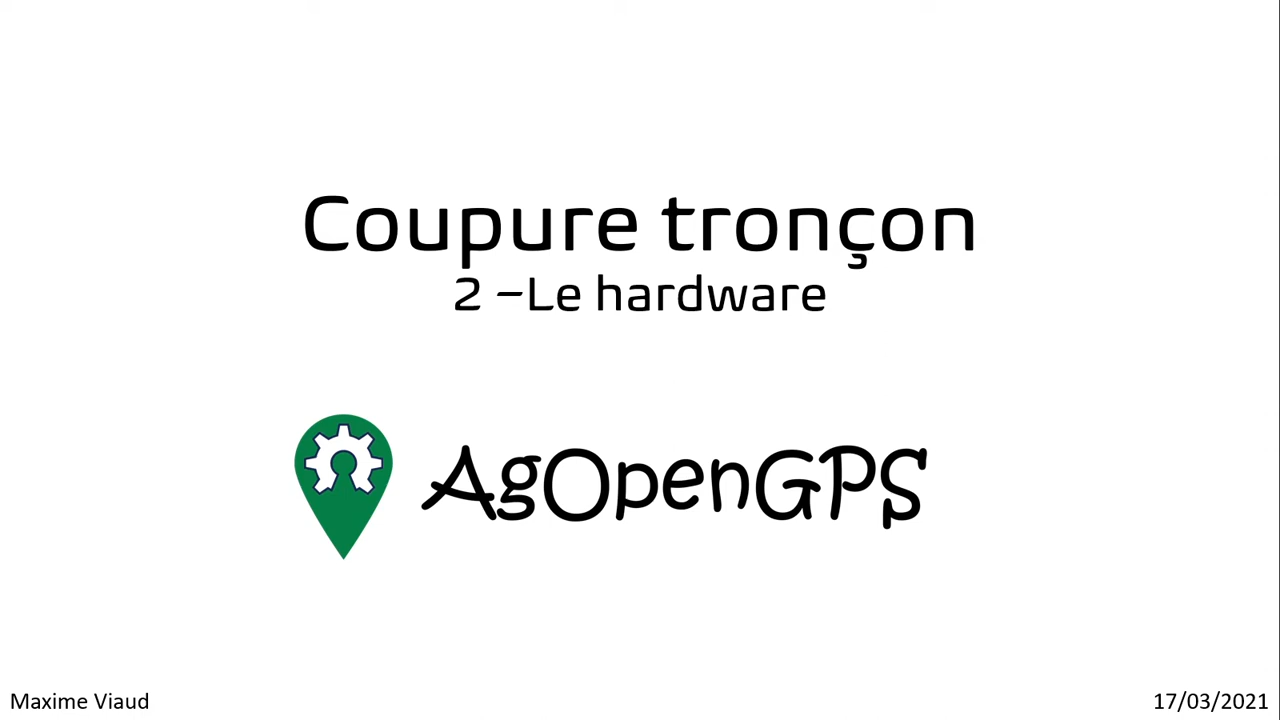 Coupure tronçon
2 –Le hardware
AgOpenGPS
Maxime Viaud
17/03/2021